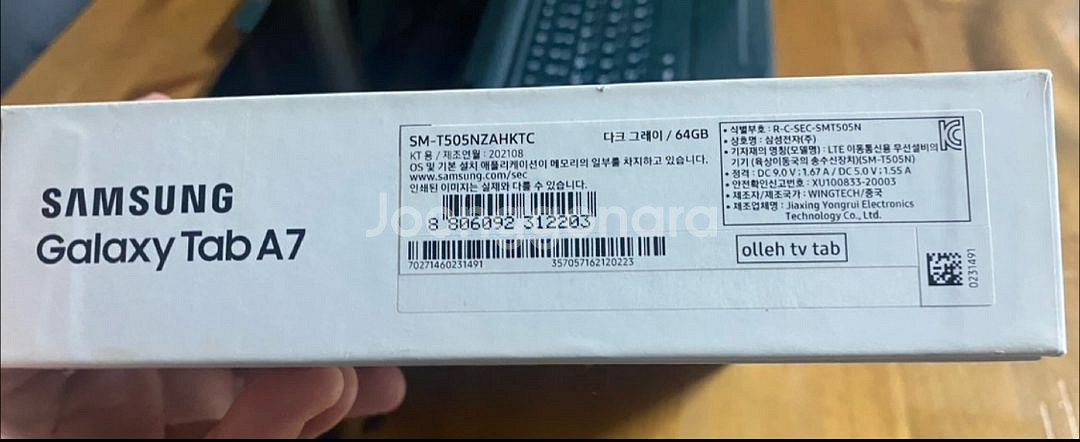 SAMSUNG
Galaxy Tab A7
SM-T505NZAHKTC 다크 그레이 / 64GB
KT 용 / 제조연월 : 202108
OS 및 기본 설치 애플리케이션이 메모리의 일부를 차지하고 있습니다.
www.samsung.com/sec
인쇄된 이미지는 실제와 다를 수 있습니다.
8 806092 312203
70271460231491 357057162120223
• 식별부호 : R-C-SEC-SMT505N
• 상호명 : 삼성전자(주)
• 기자재의 명칭(모델명) : LTE 이동통신용 무선설비의
기기 (육상이동국의 송수신장치)(SM-T505N)
• 정격 : DC 9.0 V ; 1.67 A / DC 5.0 V ; 1.55 A
• 안전확인신고번호 : XU100833-20003
• 제조자/제조국가 : WINGTECH/중국
• 제조업체명 : Jiaxing Yongrui Electronics
Technology Co., Ltd.
olleh tv tab
0231491
Joonggonara